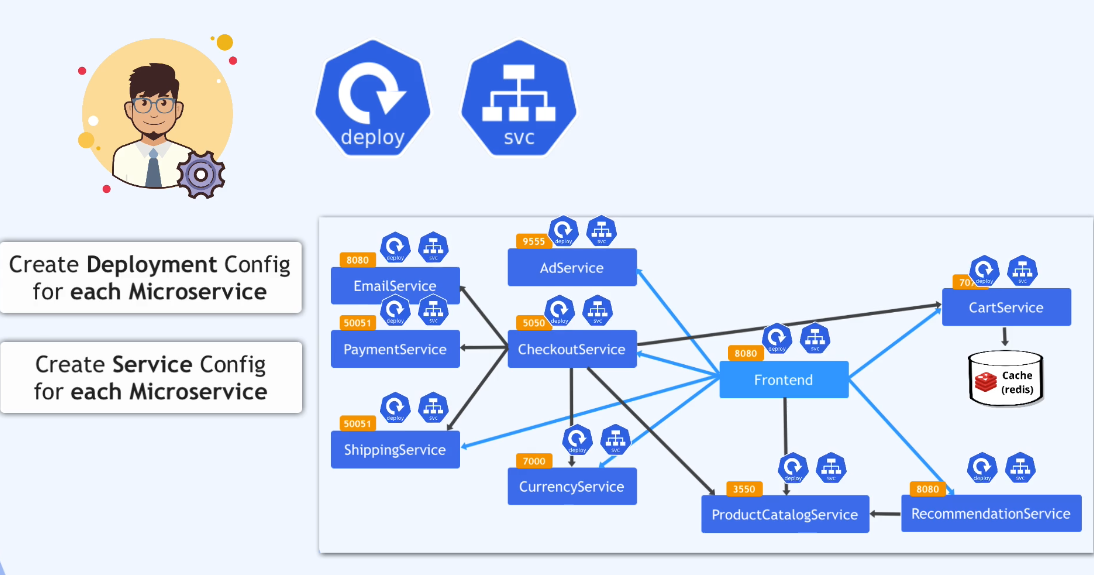 deploy
svc
Create Deployment Config
for each Microservice
Create Service Config
for each Microservice
8080
deploy
svc
EmailService
9555
deploy
svc
AdService
50051
deploy
svc
PaymentService
5050
deploy
svc
CheckoutService
8080
deploy
svc
Frontend
deploy
svc
CartService
Cache
(redis)
50051
deploy
svc
ShippingService
7000
deploy
svc
CurrencyService
3550
deploy
svc
ProductCatalogService
8080
deploy
svc
RecommendationService